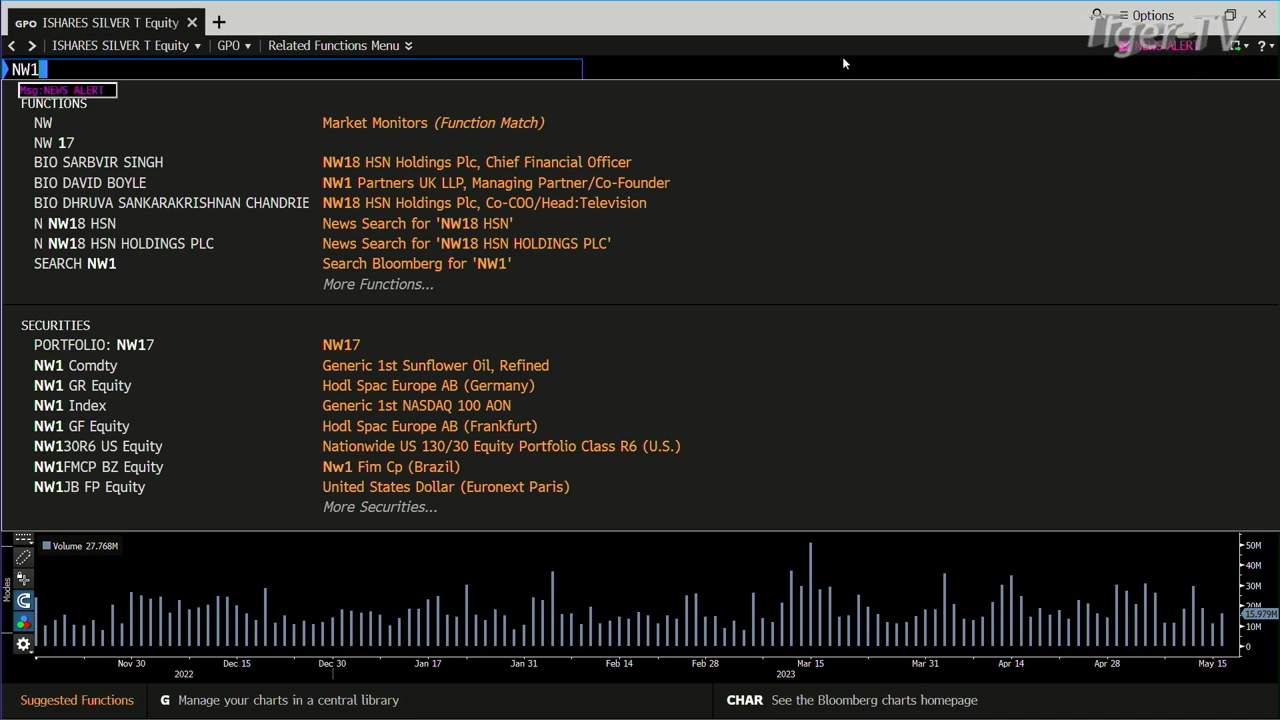 GPO ISHARES SILVER T Equity
Options
Tiger-TV
ISHARES SILVER T Equity GPO Related Functions Menu
NEWS ALERT
NW1
Msg:NEWS ALERT
FUNCTIONS
NW Market Monitors (Function Match)
NW 17
BIO SARBVIR SINGH NW18 HSN Holdings Plc, Chief Financial Officer
BIO DAVID BOYLE NW1 Partners UK LLP, Managing Partner/Co-Founder
BIO DHRUVA SANKARAKRISHNAN CHANDRIE NW18 HSN Holdings Plc, Co-COO/Head:Television
N NW18 HSN News Search for 'NW18 HSN'
N NW18 HSN HOLDINGS PLC News Search for 'NW18 HSN HOLDINGS PLC'
SEARCH NW1 Search Bloomberg for 'NW1'
More Functions...
SECURITIES
PORTFOLIO: NW17 NW17
NW1 Comdty Generic 1st Sunflower Oil, Refined
NW1 GR Equity Hodl Spac Europe AB (Germany)
NW1 Index Generic 1st NASDAQ 100 AON
NW1 GF Equity Hodl Spac Europe AB (Frankfurt)
NW130R6 US Equity Nationwide US 130/30 Equity Portfolio Class R6 (U.S.)
NW1FMCP BZ Equity Nw1 Fim Cp (Brazil)
NW1JB FP Equity United States Dollar (Euronext Paris)
More Securities...
Volume 27.768M
50M
40M
30M
20M
15.979M
10M
0
Modes
Nov 30 Dec 15 Dec 30 Jan 17 Jan 31 Feb 14 Feb 28 Mar 15 Mar 31 Apr 14 Apr 28 May 15
2022 2023
Suggested Functions G Manage your charts in a central library CHAR See the Bloomberg charts homepage